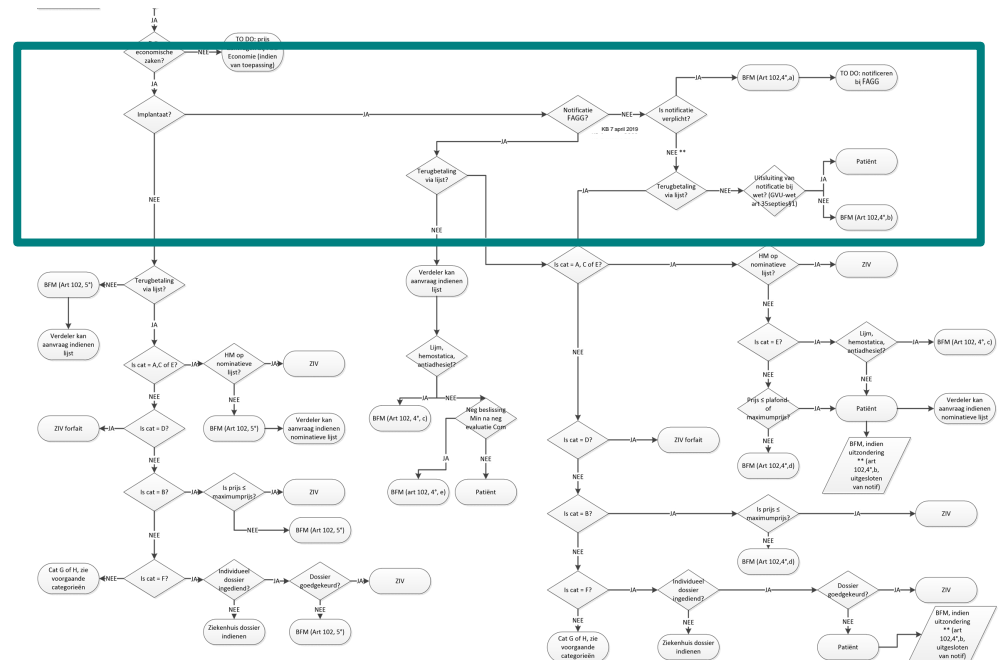 JA
TO DO: prijs
economische
zaken?
NEE
Economie (indien
van toepassing)
JA
Implantaat?
JA
Notificatie
FAGG?
KB 7 april 2019
NEE
Is notificatie
verplicht?
JA
BFM (Art 102,4°,a)
TO DO: notificeren
bij FAGG
JA
Terugbetaling
via lijst?
NEE **
JA
Terugbetaling
via lijst?
NEE
Uitsluiting van
notificatie bij
wet? (GVU-wet
art 35septies§1)
JA
Patiënt
NEE
BFM (Art 102,4°,b)
NEE
NEE
BFM (Art 102, 5°)
NEE
Terugbetaling
via lijst?
Verdeler kan
aanvraag indienen
lijst
JA
Is cat = A,C of E?
JA
HM op
nominatieve
lijst?
JA
ZIV
NEE
NEE
ZIV forfait
JA
Is cat = D?
BFM (Art 102, 5°)
Verdeler kan
aanvraag indienen
nominatieve lijst
NEE
Is cat = B?
JA
Is prijs ≤
maximumprijs?
JA
ZIV
NEE
BFM (Art 102, 5°)
NEE
Cat G of H, zie
voorgaande
categorieën
NEE
Is cat = F?
JA
Individueel
dossier
ingediend?
JA
Dossier
goedgekeurd?
JA
ZIV
NEE
NEE
Ziekenhuis dossier
indienen
BFM (Art 102, 5°)
Verdeler kan
aanvraag indienen
lijst
Lijm,
hemostatica,
antiadhesief?
JA
NEE
BFM (Art 102, 4°, c)
Neg beslissing
Min na neg
evaluatie Com
JA
NEE
BFM (art 102, 4°, e)
Patiënt
Is cat = A, C of E?
JA
HM op
nominatieve
lijst?
JA
ZIV
NEE
NEE
Is cat = E?
JA
Lijm,
hemostatica,
antiadhesief?
JA
BFM (Art 102, 4°, c)
NEE
NEE
Prijs ≤ plafond-
of
maximumprijs?
JA
Patiënt
Verdeler kan
aanvraag indienen
nominatieve lijst
NEE
BFM (Art 102,4°,d)
BFM, indien
uitzondering
** (art
102,4°,b,
uitgesloten
van notif)
Is cat = D?
JA
ZIV forfait
NEE
Is cat = B?
JA
Is prijs ≤
maximumprijs?
JA
ZIV
NEE
BFM (Art 102,4°,d)
NEE
Is cat = F?
JA
Individueel
dossier
ingediend?
JA
Dossier
goedgekeurd?
JA
ZIV
NEE
NEE
NEE
Cat G of H, zie
voorgaande
categorieën
Ziekenhuis dossier
indienen
Patiënt
BFM, indien
uitzondering
** (art
102,4°,b,
uitgesloten
van notif)